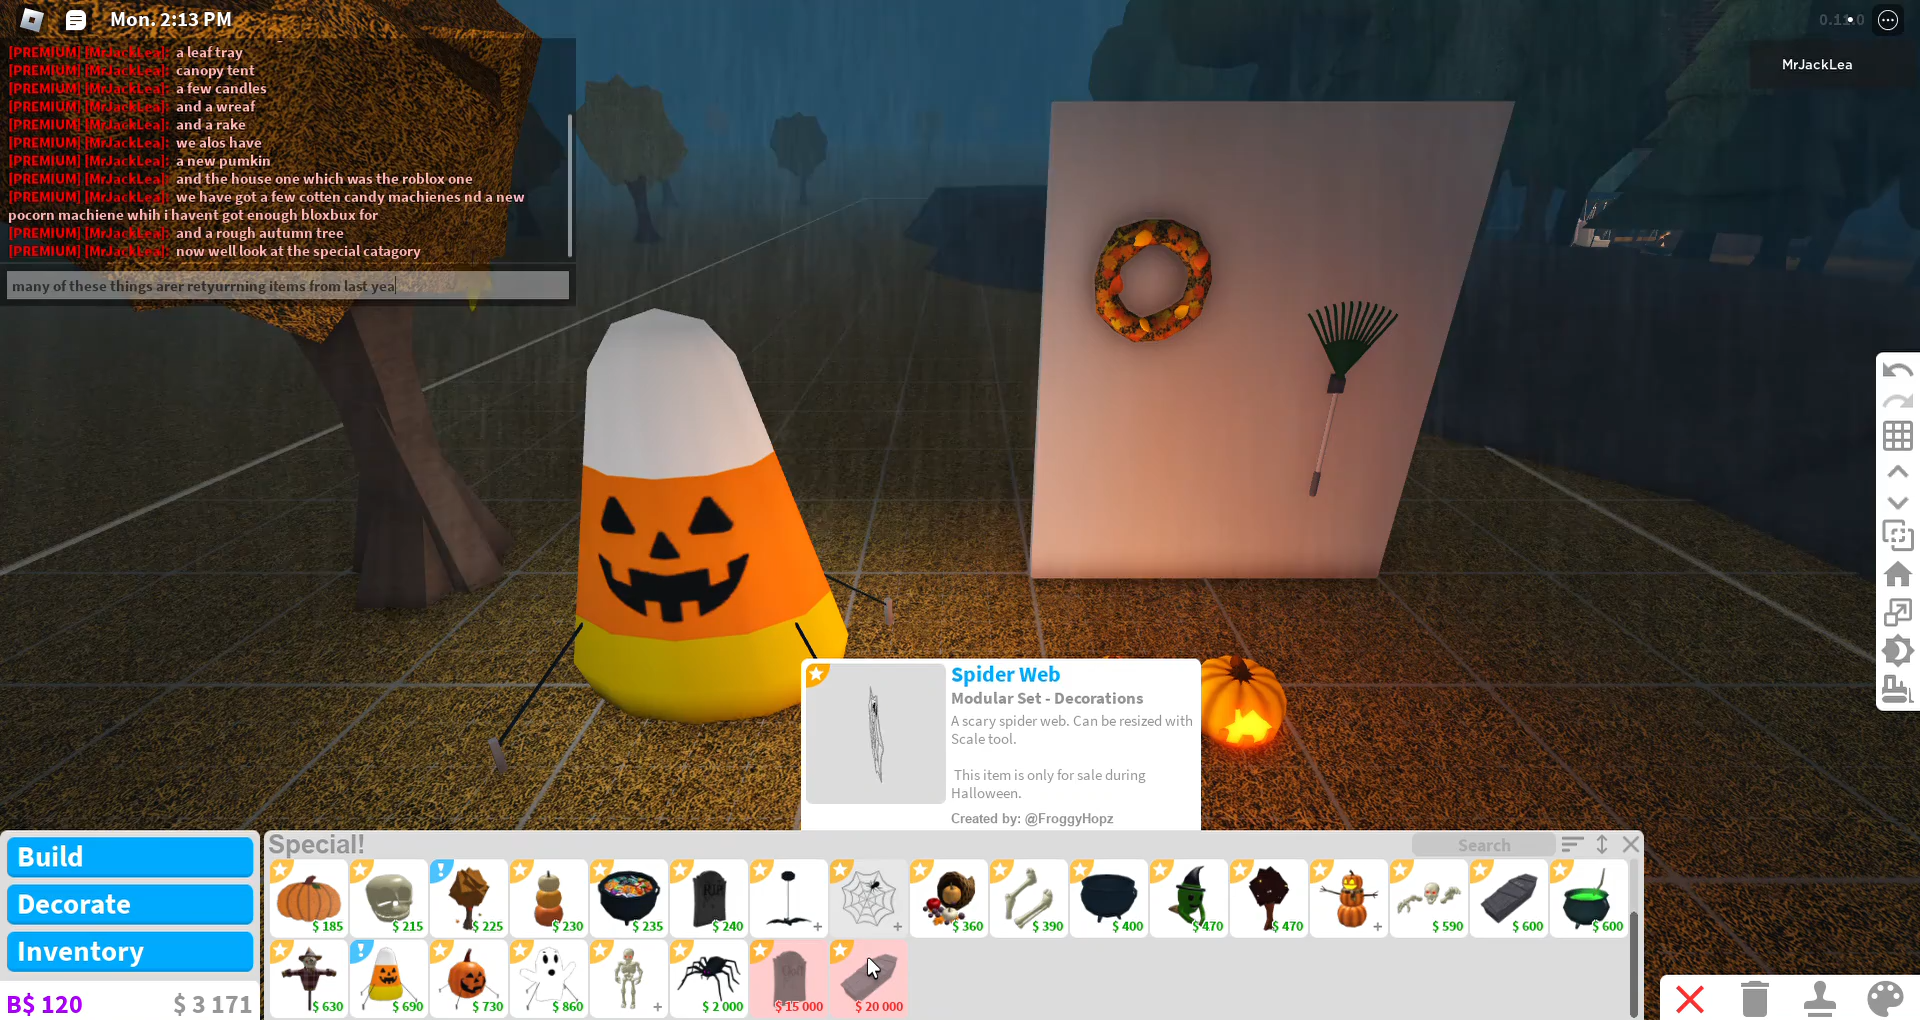 Mon. 2:13 PM
MrJackLea
[PREMIUM] [MrJackLea]: a leaf tray
[PREMIUM] [MrJackLea]: canopy tent
[PREMIUM] [MrJackLea]: a few candles
[PREMIUM] [MrJackLea]: and a wreaf
[PREMIUM] [MrJackLea]: and a rake
[PREMIUM] [MrJackLea]: we alos have
[PREMIUM] [MrJackLea]: a new pumkin
[PREMIUM] [MrJackLea]: and the house one which was the roblox one
[PREMIUM] [MrJackLea]: we have got a few cotten candy machienes nd a new
pocorn machiene whih i havent got enough bloxbux for
[PREMIUM] [MrJackLea]: and a rough autumn tree
[PREMIUM] [MrJackLea]: now well look at the special catagory
many of these things arer retyurrning items from last yea
Spider Web
Modular Set - Decorations
A scary spider web. Can be resized with
Scale tool.
This item is only for sale during
Halloween.
Created by: @FroggyHopz
Build
Decorate
Inventory
B$ 120 $ 3 171
Special!
Search
$ 185 $ 215 $ 225 $ 230 $ 235 $ 240 + + $ 360 $ 390 $ 400 $ 470 $ 470 + $ 590 $ 600 $ 600
$ 630 $ 690 $ 730 $ 860 + $ 2 000 $ 15 000 $ 20 000